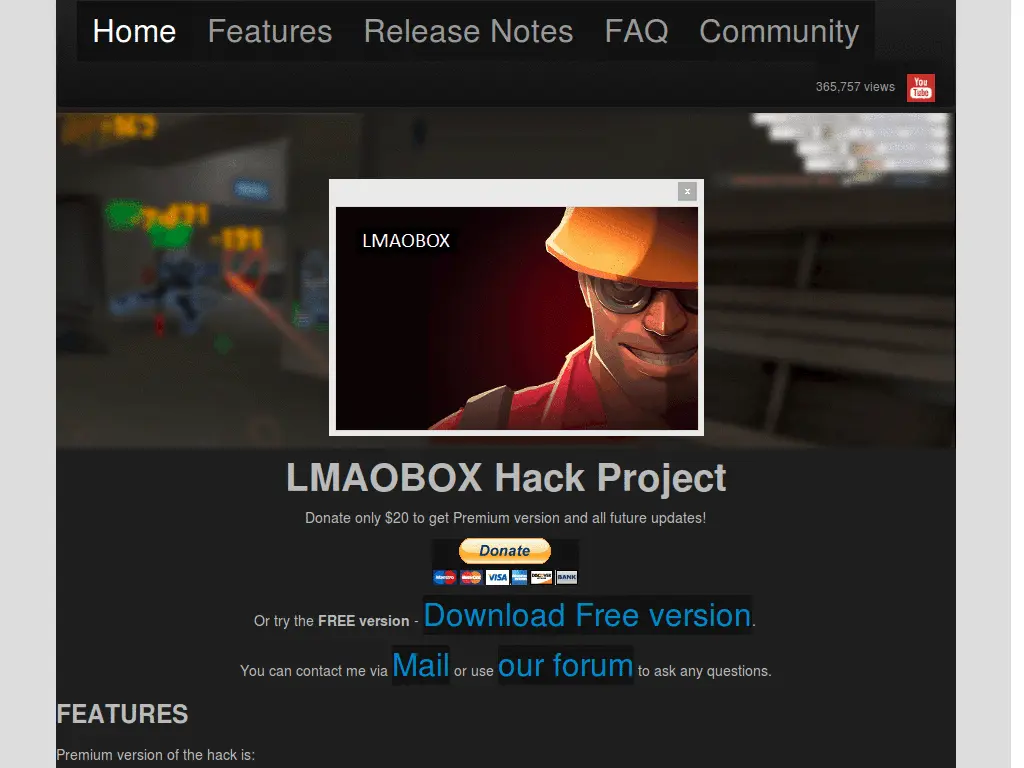 Home Features Release Notes FAQ Community
365,757 views You Tube
x
LMAOBOX
LMAOBOX Hack Project
Donate only $20 to get Premium version and all future updates!
Donate
VISA BANK
Or try the FREE version - Download Free version.
You can contact me via Mail or use our forum to ask any questions.
FEATURES
Premium version of the hack is: